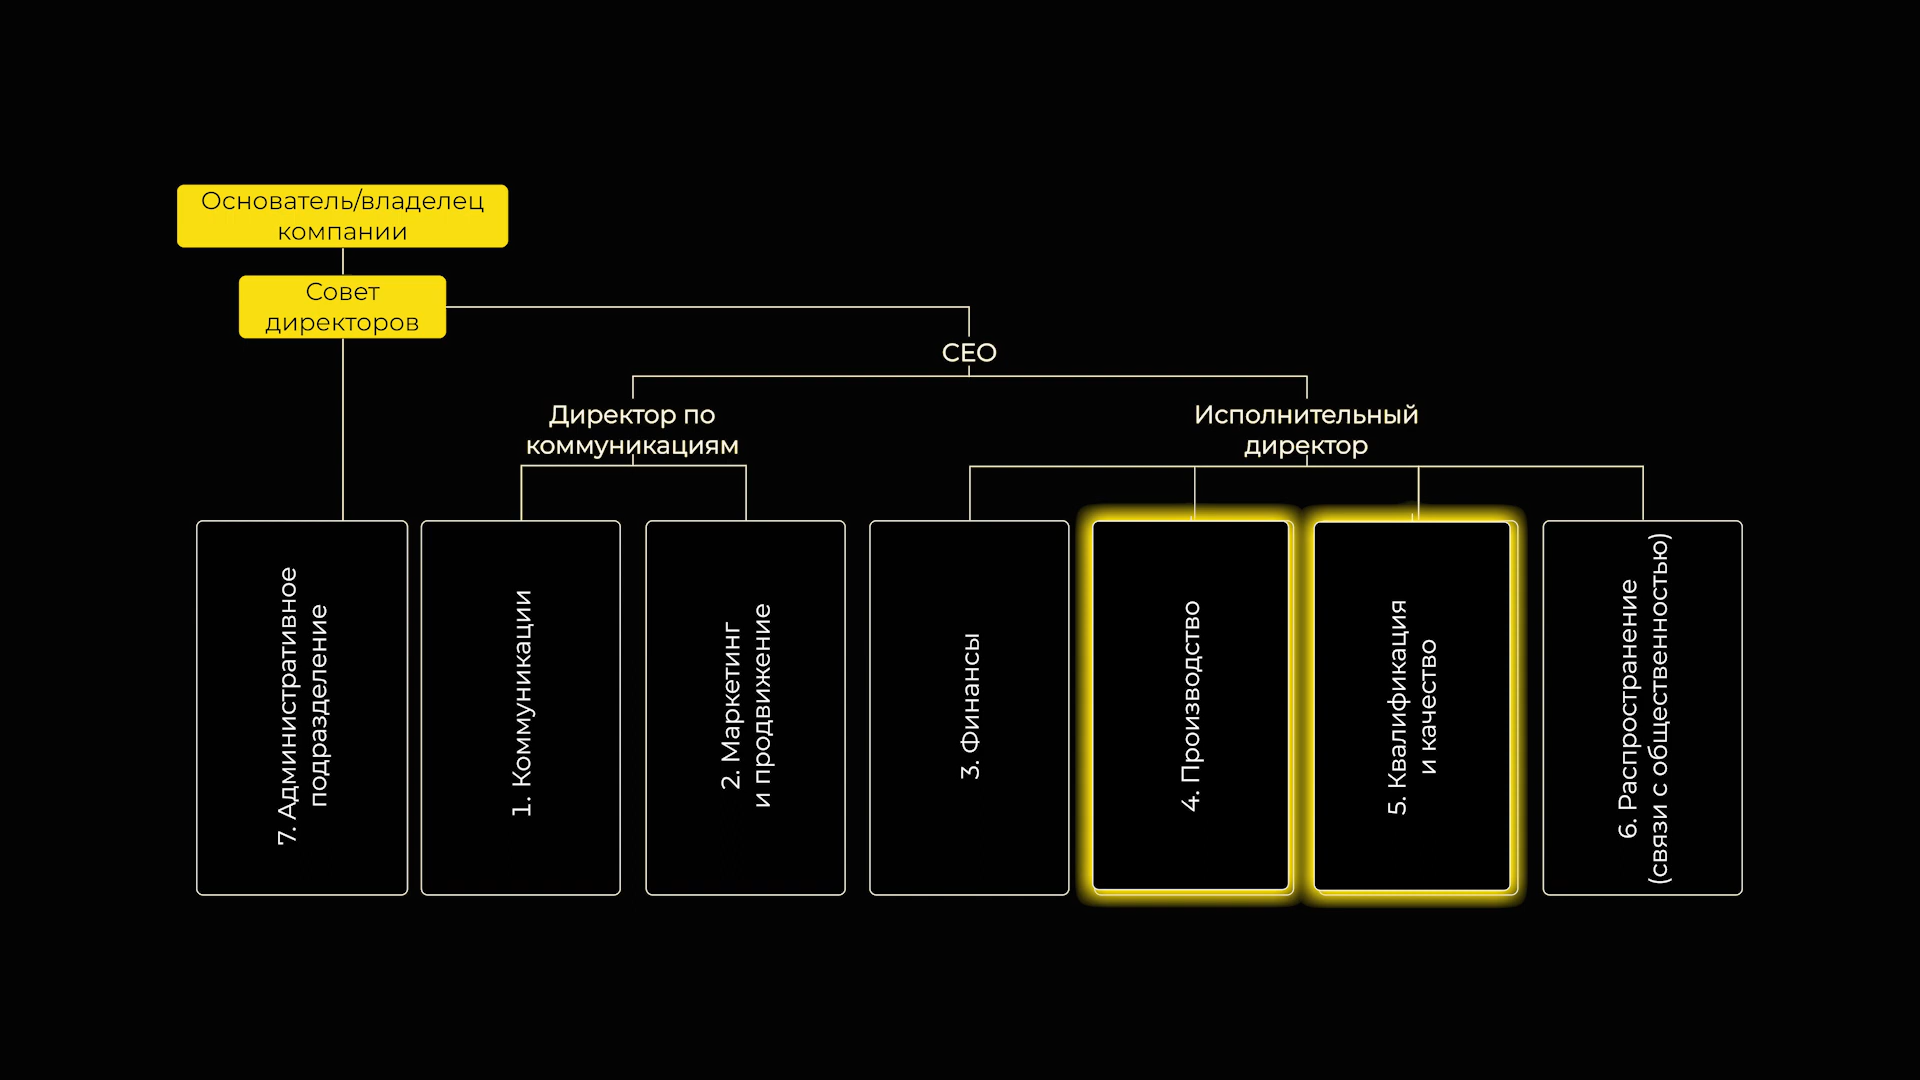 Основатель/владелец
компании
Совет
директоров
CEO
Директор по
коммуникациям
Исполнительный
директор
7. Административное
подразделение
1. Коммуникации
2. Маркетинг
и продвижение
3. Финансы
4. Производство
5. Квалификация
и качество
6. Распространение
(связи с общественностью)